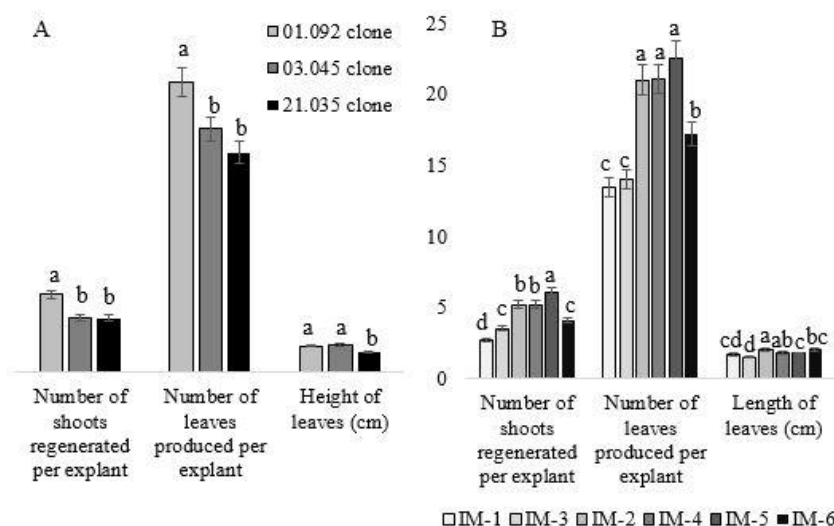 A
01.092 clone
03.045 clone
21.035 clone
a
b
b
a
b
b
a
a
b
Number of
shoots
regenerated
per explant
Number of
leaves
produced per
explant
Height of
leaves (cm)
B
25
20
15
10
5
0
d
c
b
b
a
c
c
c
a
a
a
b
cd
d
a
ab
c
bc
Number of
shoots
regenerated
per explant
Number of
leaves
produced per
explant
Length of
leaves (cm)
IM-1 IM-3 IM-2 IM-4 IM-5 IM-6